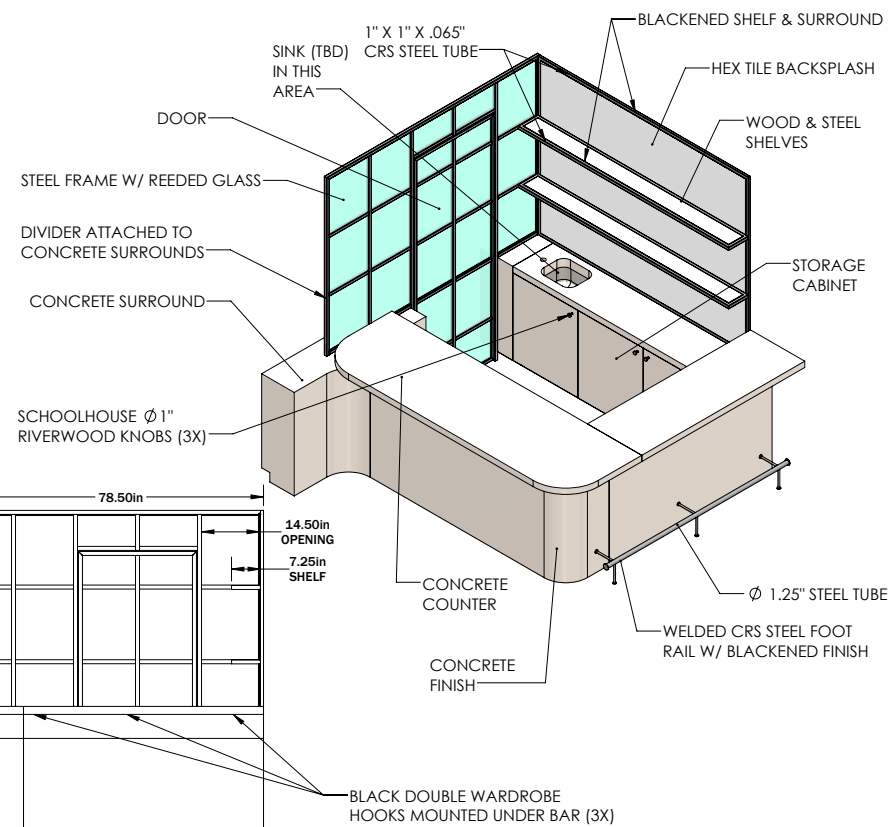 BLACKENED SHELF & SURROUND
1" X 1" X .065"
CRS STEEL TUBE
SINK (TBD)
IN THIS
AREA
HEX TILE BACKSPLASH
DOOR
WOOD & STEEL
SHELVES
STEEL FRAME W/ REEDED GLASS
DIVIDER ATTACHED TO
CONCRETE SURROUNDS
STORAGE
CABINET
CONCRETE SURROUND
SCHOOLHOUSE Ø 1"
RIVERWOOD KNOBS (3X)
78.50in
14.50in
OPENING
7.25in
SHELF
CONCRETE
COUNTER
Ø 1.25" STEEL TUBE
WELDED CRS STEEL FOOT
RAIL W/ BLACKENED FINISH
CONCRETE
FINISH
BLACK DOUBLE WARDROBE
HOOKS MOUNTED UNDER BAR (3X)